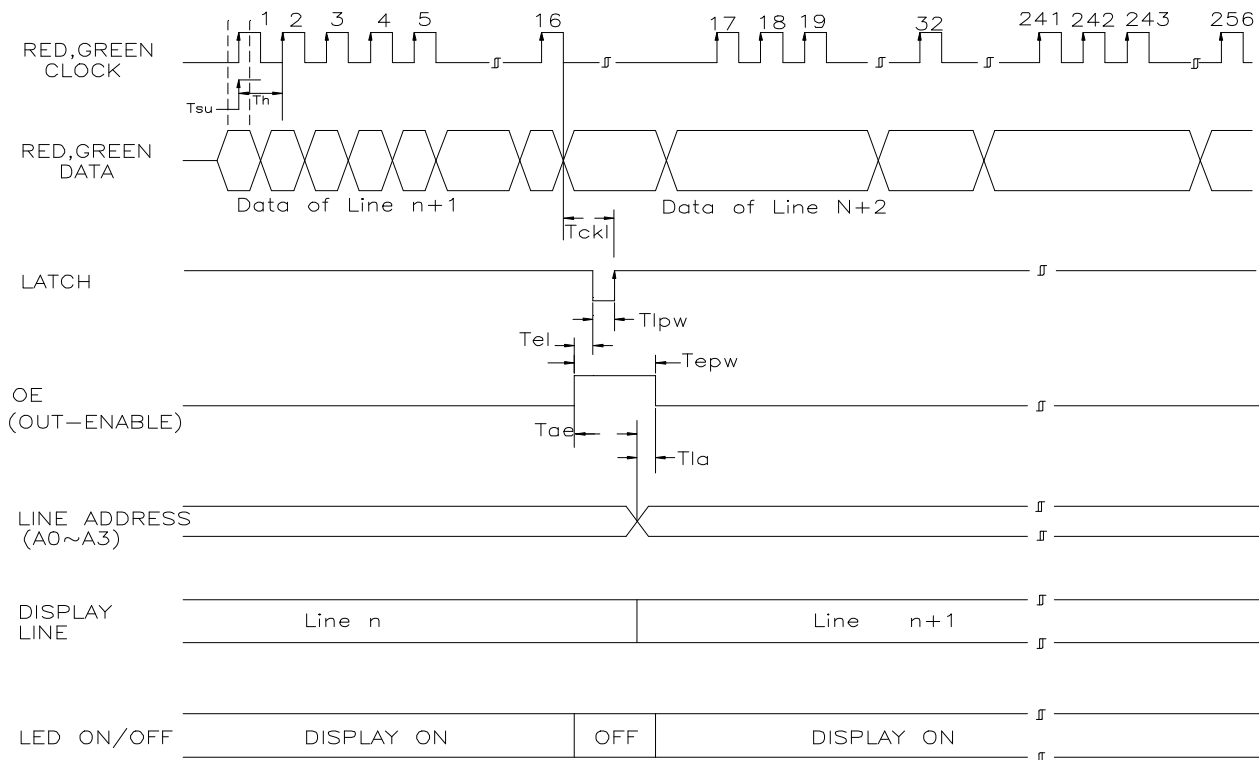 1 2 3 4 5 16 17 18 19 32 241 242 243 256
RED,GREEN
CLOCK
Tsu
Th
RED,GREEN
DATA
Data of Line n+1
Data of Line N+2
Tckl
LATCH
Tlpw
Tel
Tepw
OE
(OUT-ENABLE)
Tae
Tla
LINE ADDRESS
(A0~A3)
DISPLAY
LINE
Line n
Line n+1
LED ON/OFF
DISPLAY ON
OFF
DISPLAY ON